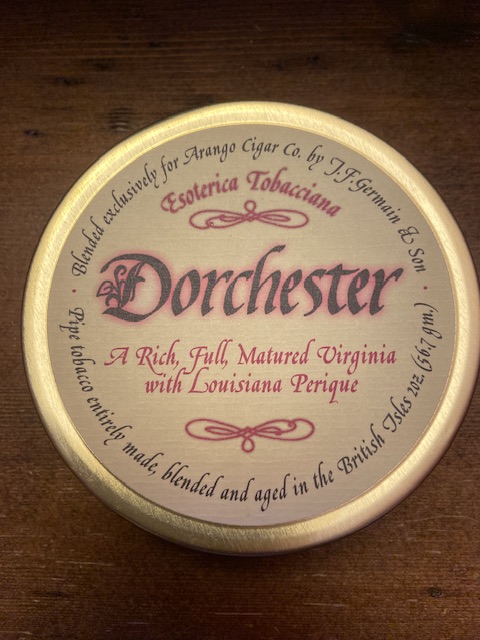 Blended exclusively for Arango Cigar Co. by J.F. Germain & Son
Esoterica Tobacciana
Dorchester
A Rich, Full, Matured Virginia
with Louisiana Perique
Pipe tobacco entirely made, blended and aged in the British Isles 2oz. (56.7 gm.)